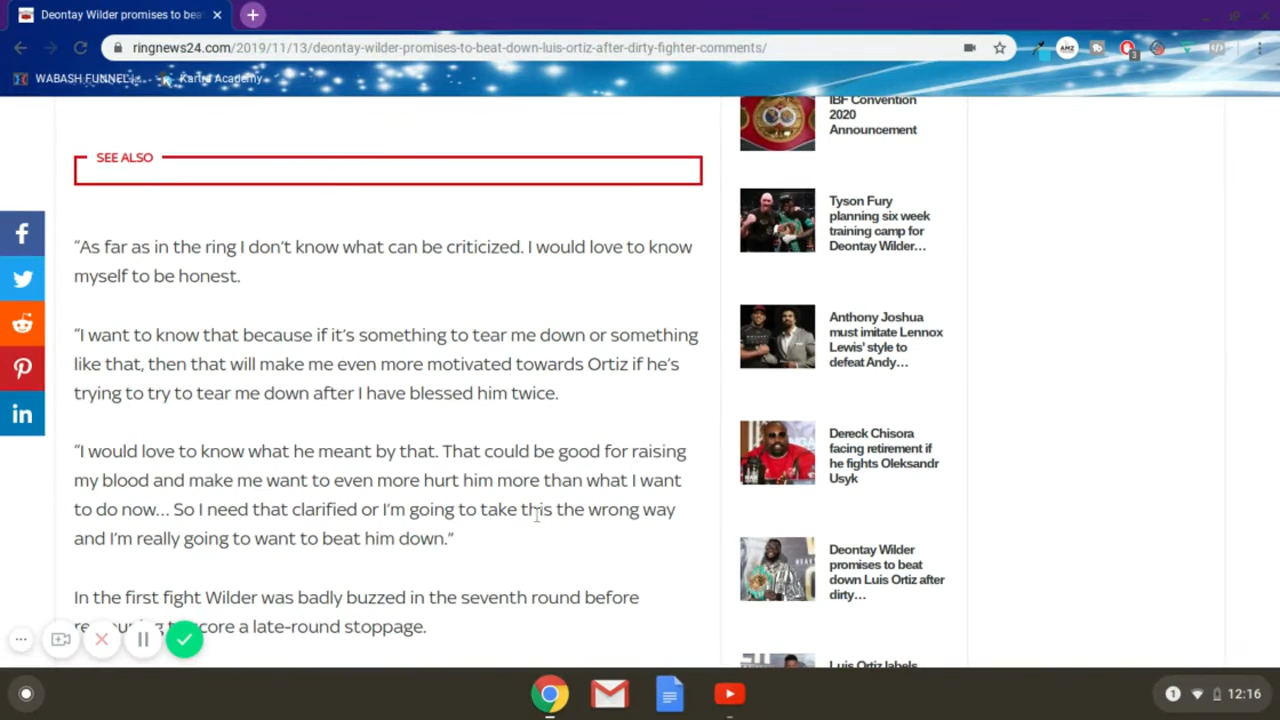 Deontay Wilder promises to bea
ringnews24.com/2019/11/13/deontay-wilder-promises-to-beat-down-luis-ortiz-after-dirty-fighter-comments/
AMZ
3
WABASH FUNNEL
Kartra Academy
SEE ALSO
“As far as in the ring I don’t know what can be criticized. I would love to know
myself to be honest.
“I want to know that because if it’s something to tear me down or something
like that, then that will make me even more motivated towards Ortiz if he’s
trying to try to tear me down after I have blessed him twice.
“I would love to know what he meant by that. That could be good for raising
my blood and make me want to even more hurt him more than what I want
to do now... So I need that clarified or I’m going to take this the wrong way
and I’m really going to want to beat him down.”
In the first fight Wilder was badly buzzed in the seventh round before
score a late-round stoppage.
IBF Convention
2020
Announcement
Tyson Fury
planning six week
training camp for
Deontay Wilder...
Anthony Joshua
must imitate Lennox
Lewis' style to
defeat Andy...
Dereck Chisora
facing retirement if
he fights Oleksandr
Usyk
Deontay Wilder
promises to beat
down Luis Ortiz after
dirty...
Luis Ortiz labels
1
12:16